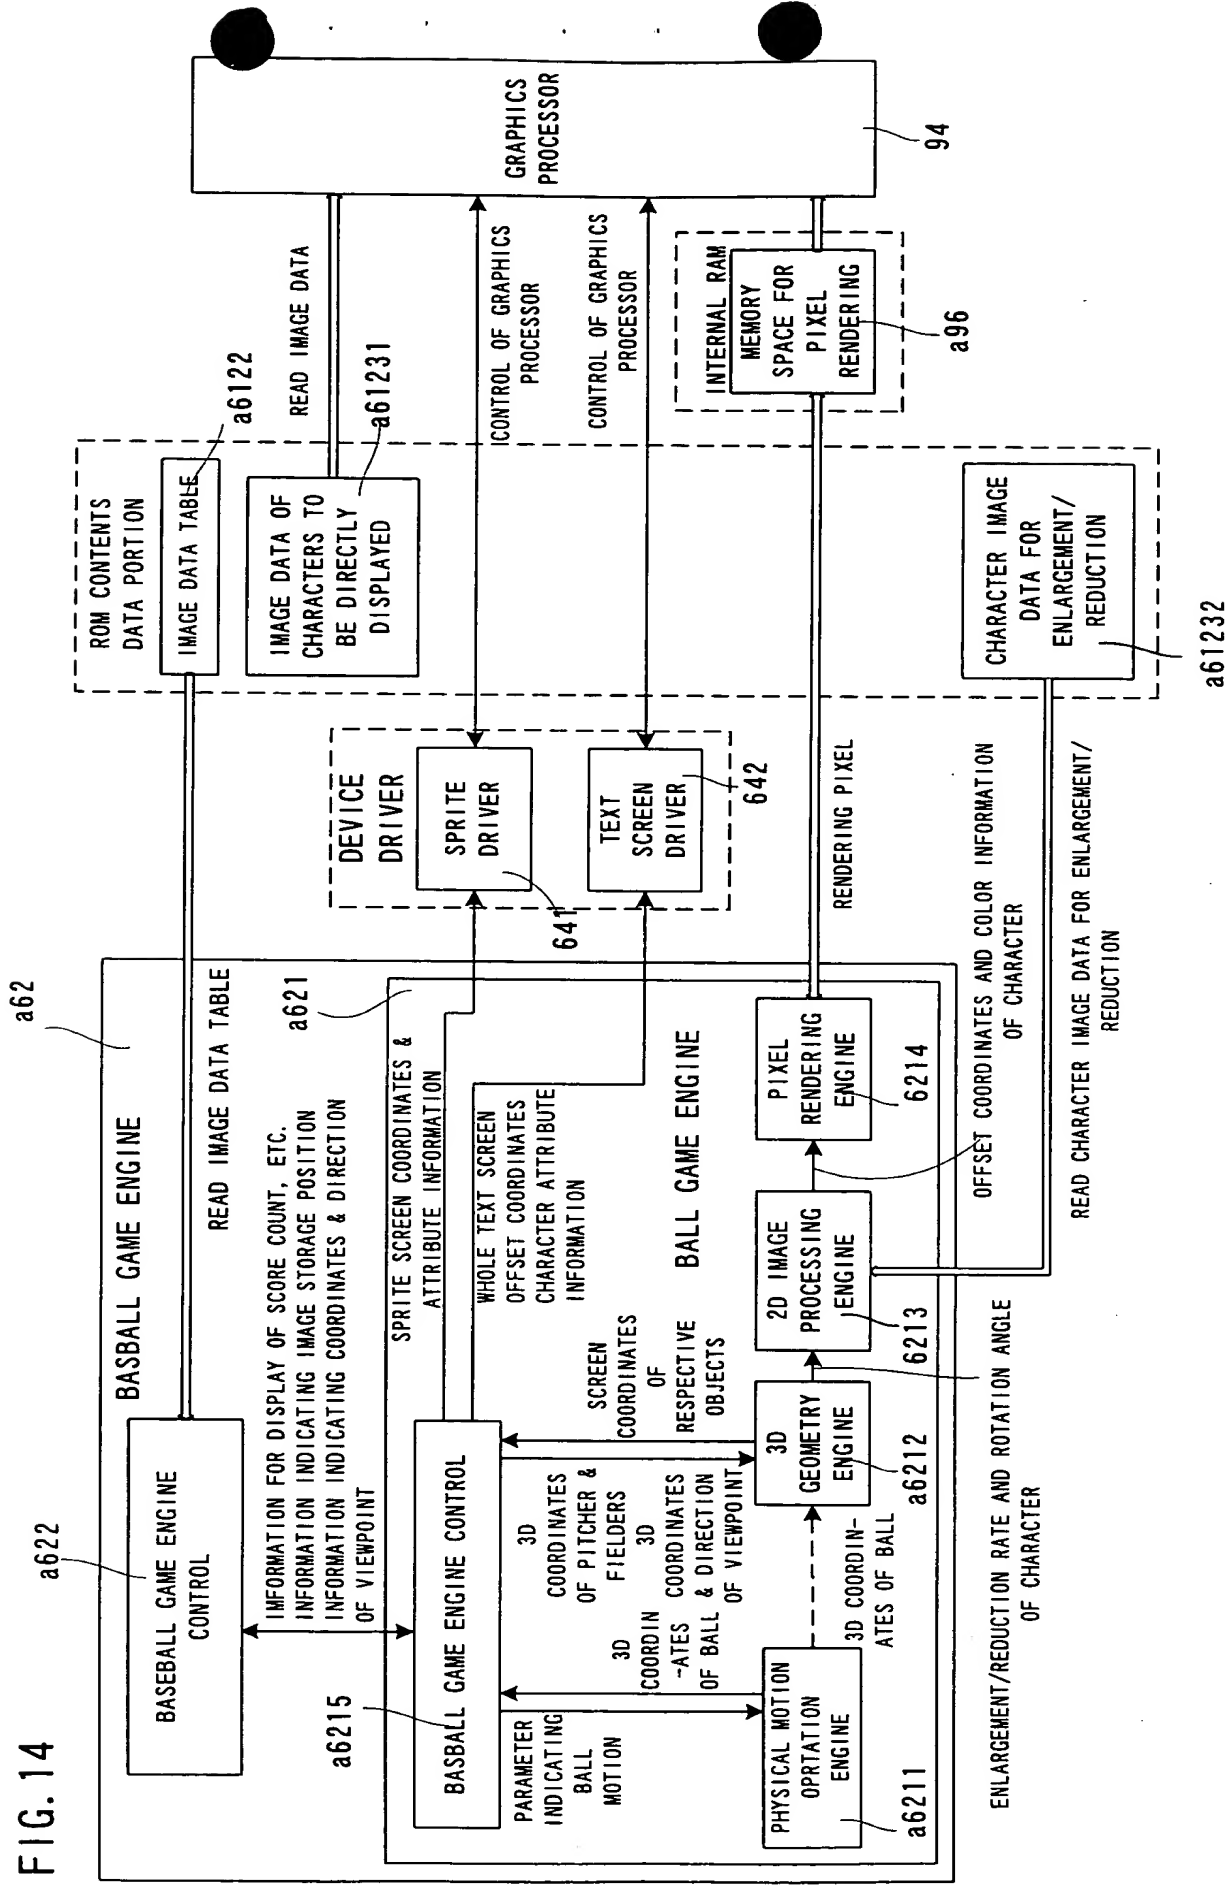 FIG.14
a62
BASBALL GAME ENGINE
a622
BASEBALL GAME ENGINE
CONTROL
READ IMAGE DATA TABLE
IMFORMATION FOR DISPLAY OF SCORE COUNT, ETC.
INFORMATION INDICATING IMAGE STORAGE POSITION
INFORMATION INDICATING COORDINATES & DIRECTION
OF VIEWPOINT
a621
a6215
BASBALL GAME ENGINE CONTROL
SPRITE SCREEN COORDINATES &
ATTRIBUTE INFORMATION
WHOLE TEXT SCREEN
OFFSET COORDINATES
CHARACTER ATTRIBUTE
INFORMATION
BALL GAME ENGINE
PARAMETER
INDICATING
BALL
MOTION
3D
COORDIN
-ATES
OF BALL
3D
COORDINATES
OF PITCHER &
FIELDERS
3D
COORDINATES
& DIRECTION
OF VIEWPOINT
SCREEN
COORDINATES
OF
RESPECTIVE
OBJECTS
PHYSICAL MOTION
OPRTATION
ENGINE
a6211
3D COORDIN-
ATES OF BALL
3D
GEOMETRY
ENGINE
a6212
2D IMAGE
PROCESSING
ENGINE
6213
PIXEL
RENDERING
ENGINE
6214
ENLARGEMENT/REDUCTION RATE AND ROTATION ANGLE
OF CHARACTER
OFFSET COORDINATES AND COLOR INFORMATION
OF CHARACTER
READ CHARACTER IMAGE DATA FOR ENLARGEMENT/
REDUCTION
RENDERING PIXEL
DEVICE
DRIVER
SPRITE
DRIVER
641
TEXT
SCREEN
DRIVER
642
ROM CONTENTS
DATA PORTION
IMAGE DATA TABLE
a6122
IMAGE DATA OF
CHARACTERS TO
BE DIRECTLY
DISPLAYED
a61231
CHARACTER IMAGE
DATA FOR
ENLARGEMENT/
REDUCTION
a61232
READ IMAGE DATA
CONTROL OF GRAPHICS
PROCESSOR
CONTROL OF GRAPHICS
PROCESSOR
INTERNAL RAM
MEMORY
SPACE FOR
PIXEL
RENDERING
a96
GRAPHICS
PROCESSOR
94